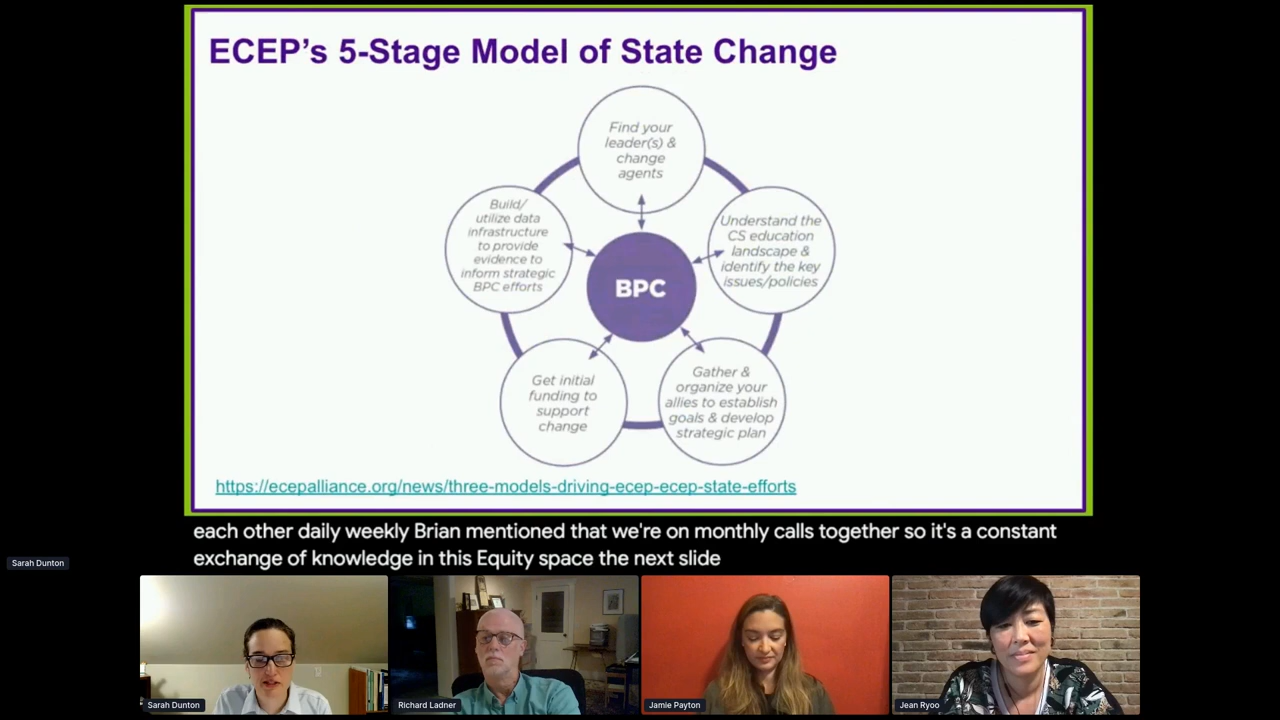 ECEP's 5-Stage Model of State Change
Find your
leader(s) &
change
agents
Build/
utilize data
infrastructure
to provide
evidence to
inform strategic
BPC efforts
Understand the
CS education
landscape &
identify the key
issues/policies
BPC
Get initial
funding to
support
change
Gather &
organize your
allies to establish
goals & develop
strategic plan
https://ecepalliance.org/news/three-models-driving-ecep-ecep-state-efforts
each other daily weekly Brian mentioned that we're on monthly calls together so it's a constant
exchange of knowledge in this Equity space the next slide
Sarah Dunton
Sarah Dunton
Richard Ladner
Jamie Payton
Jean Ryoo